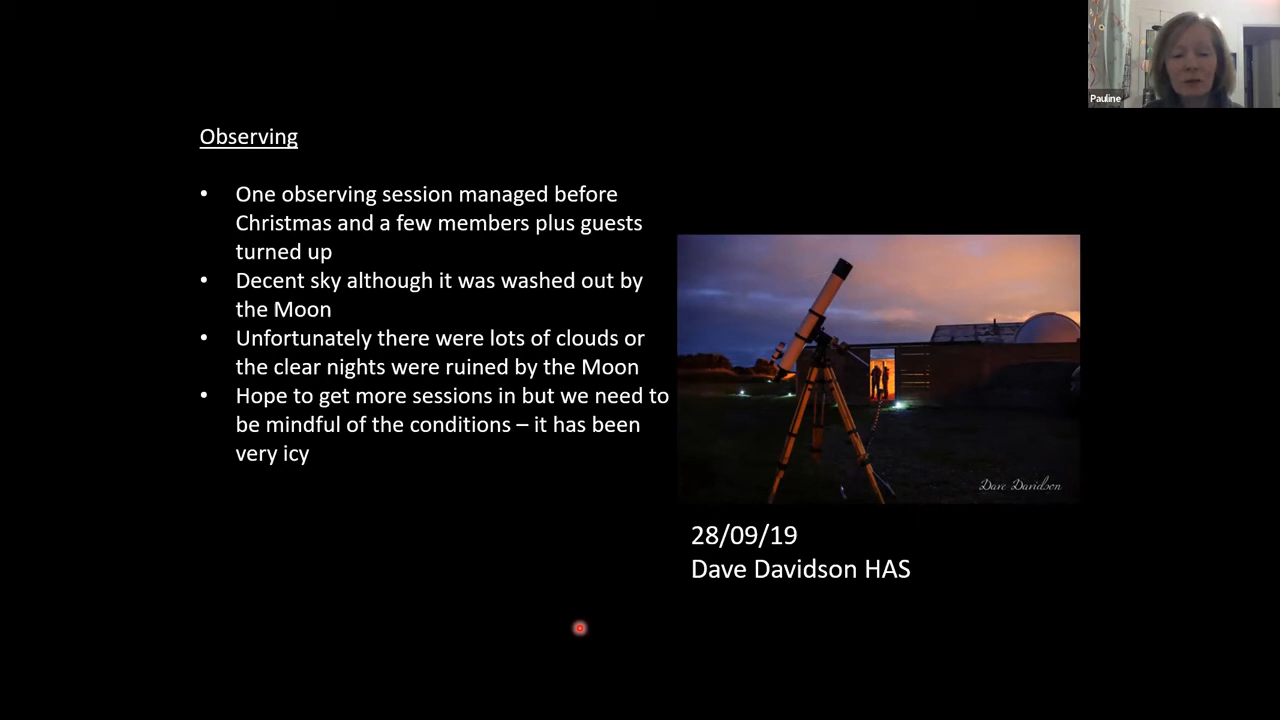 Pauline
Observing
• One observing session managed before
Christmas and a few members plus guests
turned up
• Decent sky although it was washed out by
the Moon
• Unfortunately there were lots of clouds or
the clear nights were ruined by the Moon
• Hope to get more sessions in but we need to
be mindful of the conditions – it has been
very icy
Dave Davidson
28/09/19
Dave Davidson HAS